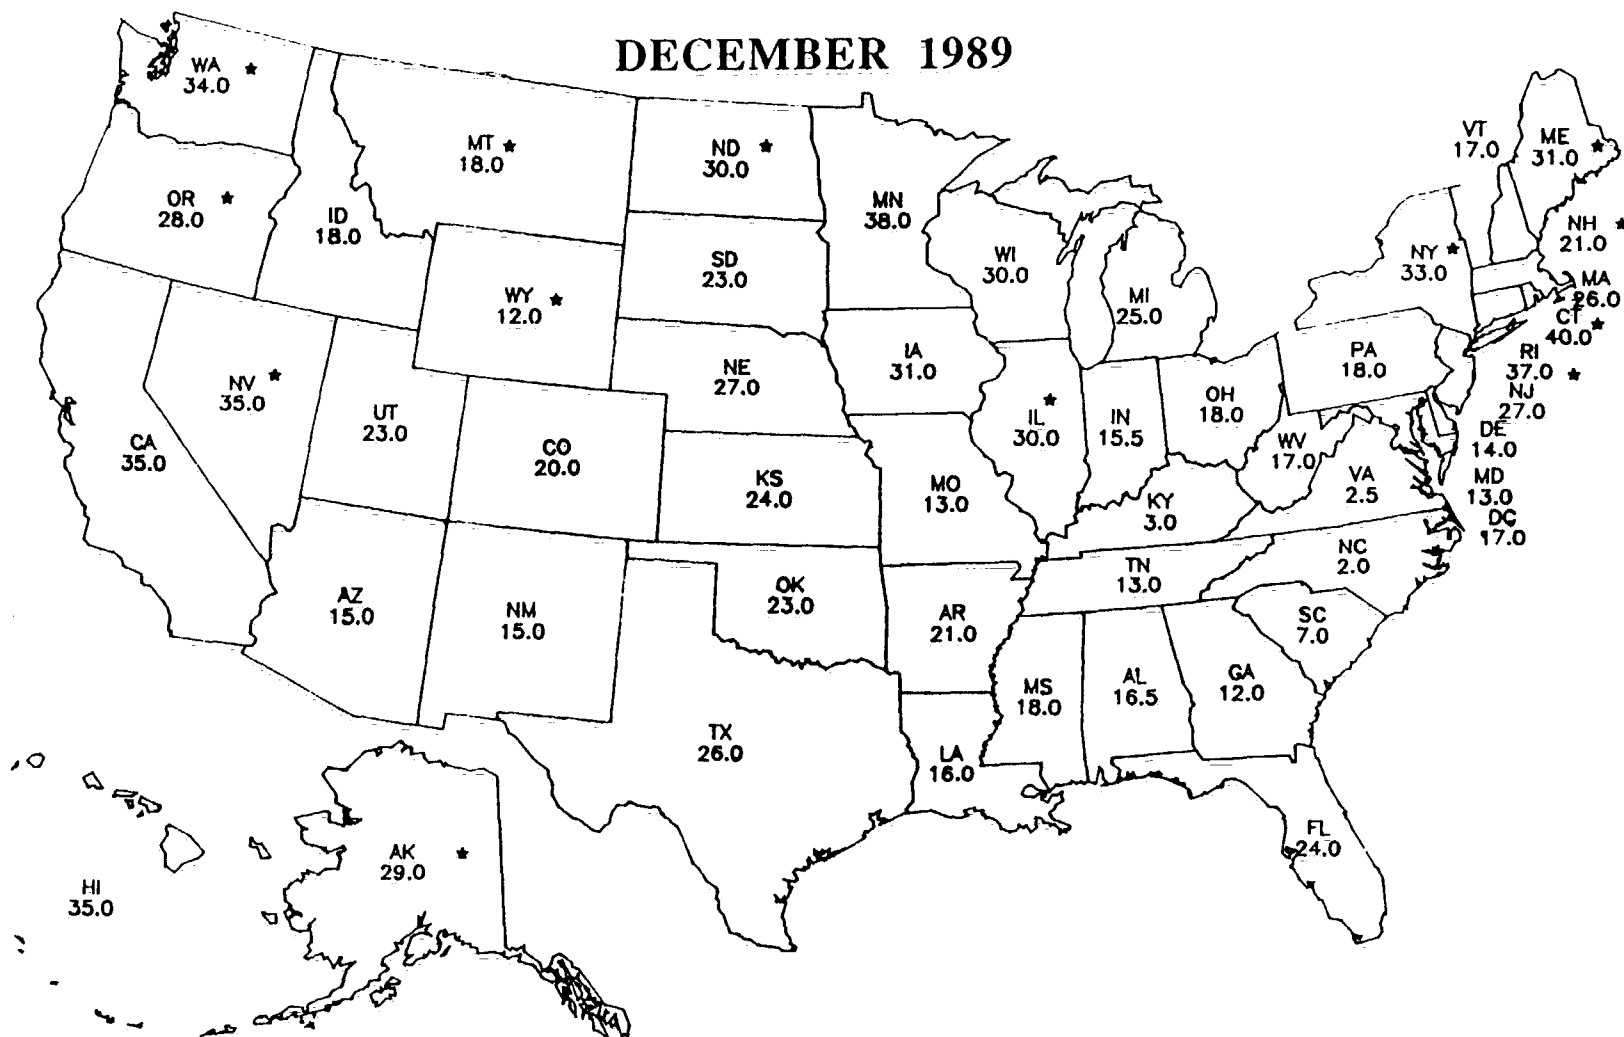 DECEMBER 1989
WA ★
34.0
MT ★
18.0
ND ★
30.0
MN
38.0
VT
17.0
ME
31.0 ★
OR ★
28.0
ID
18.0
SD
23.0
WI
30.0
MI
25.0
NY ★
33.0
NH ★
21.0
MA
26.0
CT ★
40.0
RI
37.0 ★
NJ
27.0
WY ★
12.0
NV ★
35.0
UT
23.0
CA
35.0
CO
20.0
NE
27.0
IA
31.0
IL ★
30.0
IN
15.5
OH
18.0
PA
18.0
DE
14.0
MD
13.0
DC
17.0
WV
17.0
VA
2.5
KS
24.0
MO
13.0
KY
3.0
NC
2.0
TN
13.0
SC
7.0
AZ
15.0
NM
15.0
OK
23.0
AR
21.0
MS
18.0
AL
16.5
GA
12.0
TX
26.0
LA
16.0
FL
24.0
AK ★
29.0
HI
35.0